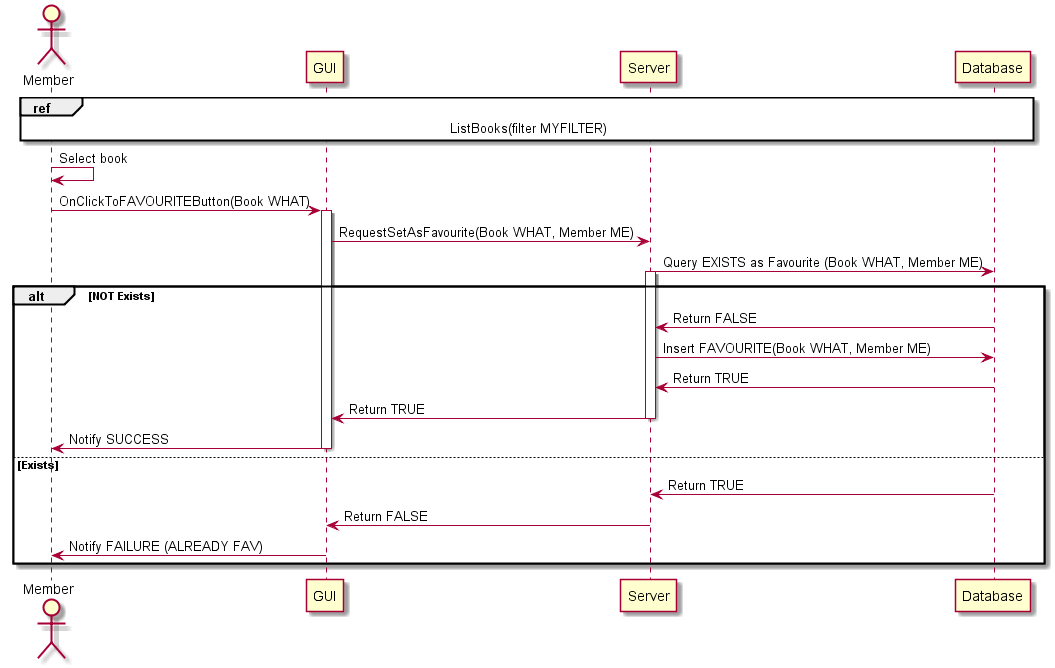 Member
GUI
Server
Database
ref
ListBooks(filter MYFILTER)
Select book
OnClickToFAVOURITEButton(Book WHAT)
RequestSetAsFavourite(Book WHAT, Member ME)
Query EXISTS as Favourite (Book WHAT, Member ME)
alt
[NOT Exists]
Return FALSE
Insert FAVOURITE(Book WHAT, Member ME)
Return TRUE
Return TRUE
Notify SUCCESS
[Exists]
Return TRUE
Return FALSE
Notify FAILURE (ALREADY FAV)
Member
GUI
Server
Database